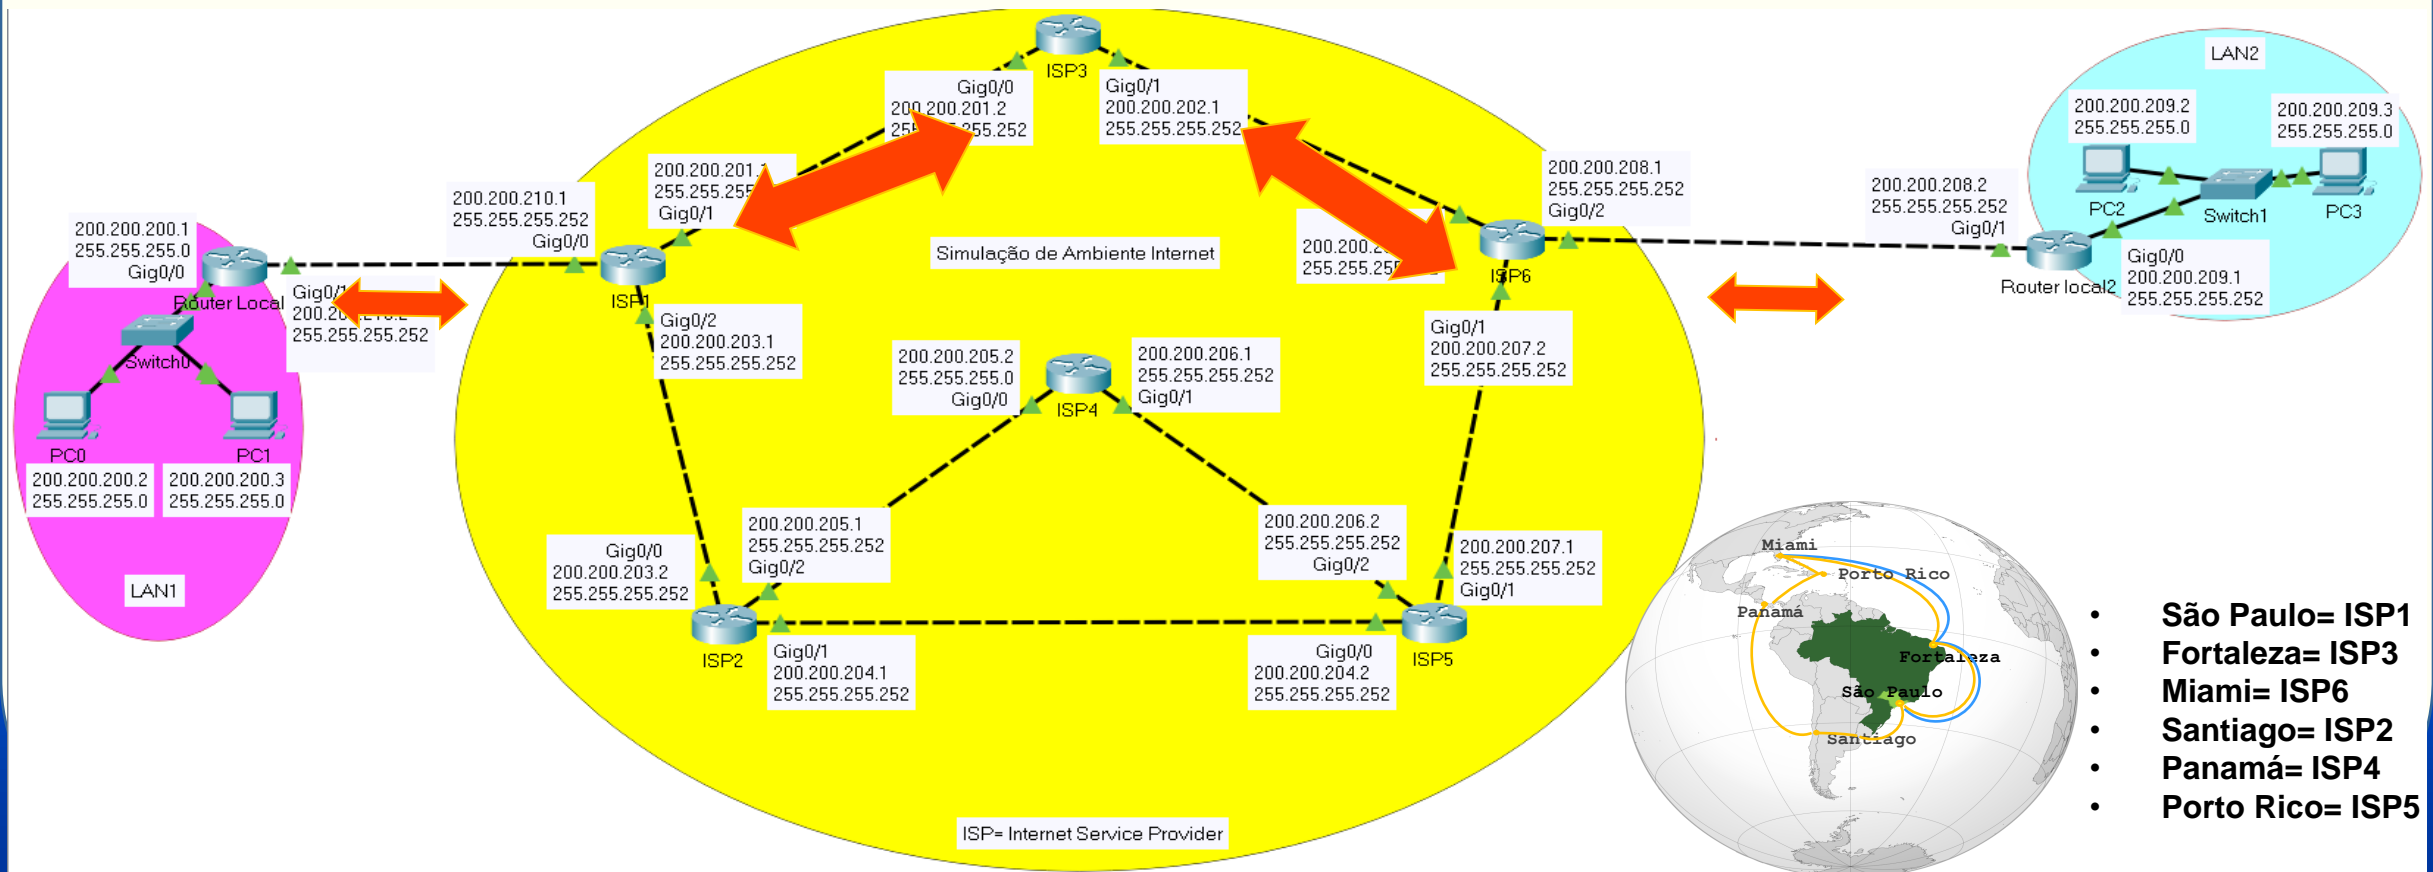 ISP3
Gig0/0
200.200.201.2
255.255.252
Gig0/1
200.200.202.1
255.255.255.252
LAN2
200.200.209.2
255.255.255.0
200.200.209.3
255.255.255.0
PC2
Switch1
PC3
200.200.201.
255.255.255
Gig0/1
200.200.210.1
255.255.255.252
Gig0/0
200.200.208.1
255.255.255.252
Gig0/2
200.200.208.2
255.255.255.252
Gig0/1
200.200.200.1
255.255.255.0
Gig0/0
Simulação de Ambiente Internet
200.200.2
255.255.25
ISP6
ISP1
Router Local
Gig0/1
200.2
255.255.255.252
Router local2
Gig0/0
200.200.209.1
255.255.255.252
Switch0
Gig0/2
200.200.203.1
255.255.255.252
Gig0/1
200.200.207.2
255.255.255.252
200.200.205.2
255.255.255.0
Gig0/0
ISP4
200.200.206.1
255.255.255.252
Gig0/1
PC0
PC1
200.200.200.2
255.255.255.0
200.200.200.3
255.255.255.0
LAN1
Gig0/0
200.200.203.2
255.255.255.252
200.200.205.1
255.255.255.252
Gig0/2
200.200.206.2
255.255.255.252
Gig0/2
200.200.207.1
255.255.255.252
Gig0/1
ISP2
Gig0/1
200.200.204.1
255.255.255.252
ISP5
Gig0/0
200.200.204.2
255.255.255.252
ISP= Internet Service Provider
Miami
Porto Rico
Panamá
Fortaleza
São Paulo
Santiago
• São Paulo= ISP1
• Fortaleza= ISP3
• Miami= ISP6
• Santiago= ISP2
• Panamá= ISP4
• Porto Rico= ISP5